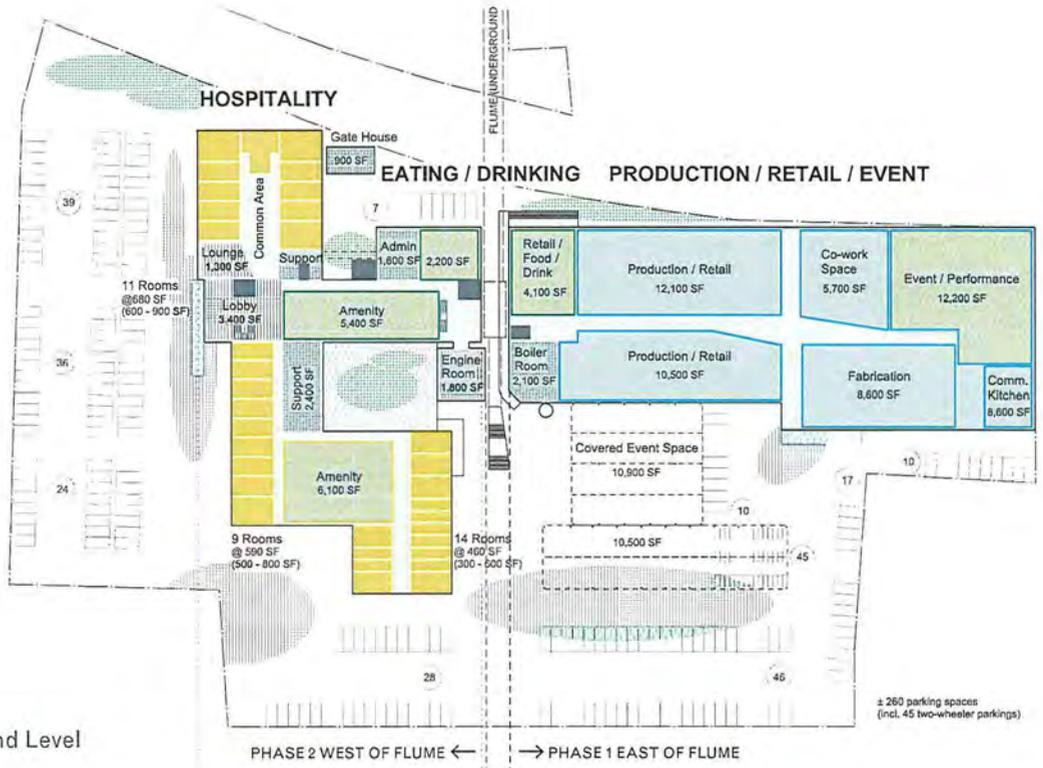 FLUME/UNDERGROUND
HOSPITALITY
Gate House
900 SF
EATING / DRINKING
PRODUCTION / RETAIL / EVENT
39
7
Common Area
Lounge
1,300 SF
Support
Admin
1,600 SF
2,200 SF
Retail /
Food /
Drink
4,100 SF
Production / Retail
12,100 SF
Co-work
Space
5,700 SF
Event / Performance
12,200 SF
11 Rooms
@680 SF
(600 - 900 SF)
Lobby
3,400 SF
Amenity
5,400 SF
36
Support
2,400
Engine
Room
1,800 SF
Boiler
Room
2,100 SF
Production / Retail
10,500 SF
Fabrication
8,600 SF
Comm.
Kitchen
8,600 SF
24
Amenity
6,100 SF
Covered Event Space
10,900 SF
10
17
10
9 Rooms
@ 590 SF
(500 - 800 SF)
14 Rooms
@ 460 SF
(300 - 600 SF)
10,500 SF
45
28
46
± 260 parking spaces
(incl. 45 two-wheeler parkings)
nd Level
PHASE 2 WEST OF FLUME
PHASE 1 EAST OF FLUME